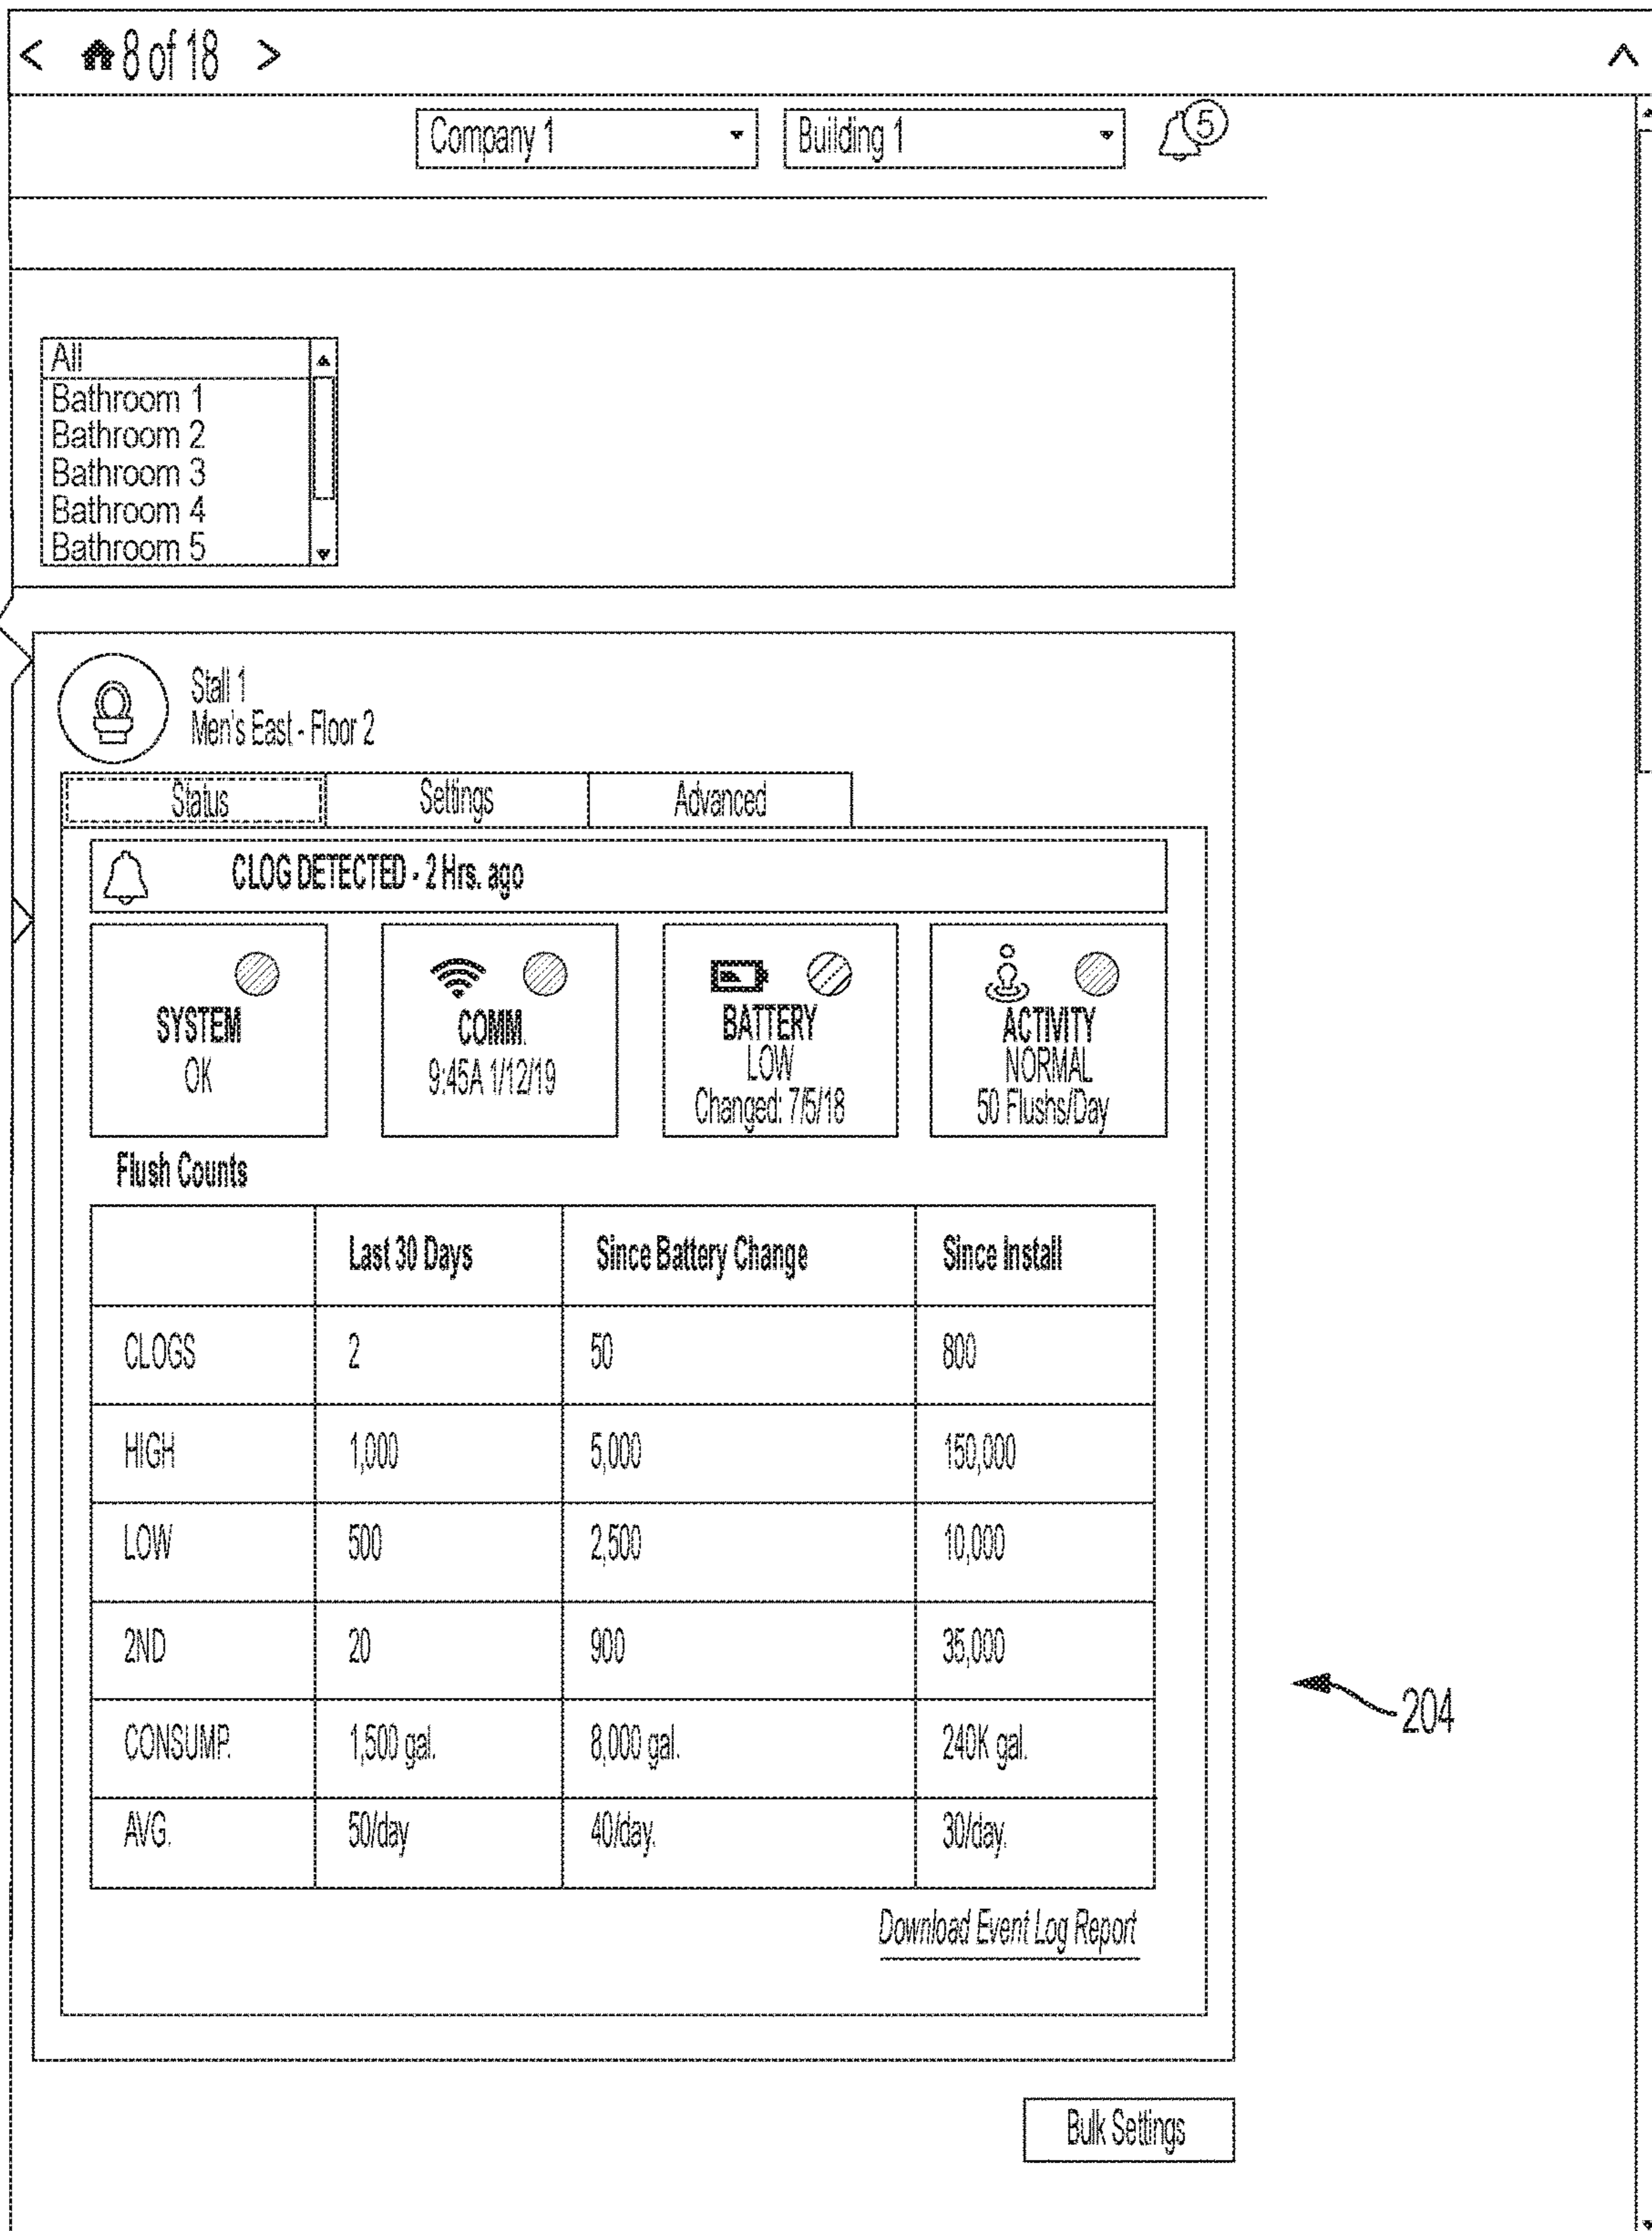 < 8 of 18 >
Company 1 Building 1 5
All
Bathroom 1
Bathroom 2
Bathroom 3
Bathroom 4
Bathroom 5
Stall 1
Men's East - Floor 2
Status Settings Advanced
CLOG DETECTED - 2 Hrs. ago
SYSTEM
OK
COMM.
9:45A 1/12/19
BATTERY
LOW
Changed: 7/5/18
ACTIVITY
NORMAL
50 Flushs/Day
Flush Counts
Last 30 Days Since Battery Change Since Install
CLOGS 2 50 800
HIGH 1,000 5,000 150,000
LOW 500 2,500 10,000
2ND 20 900 35,000
CONSUMP. 1,500 gal. 8,000 gal. 240K gal.
AVG. 50/day 40/day. 30/day.
204
Download Event Log Report
Bulk Settings